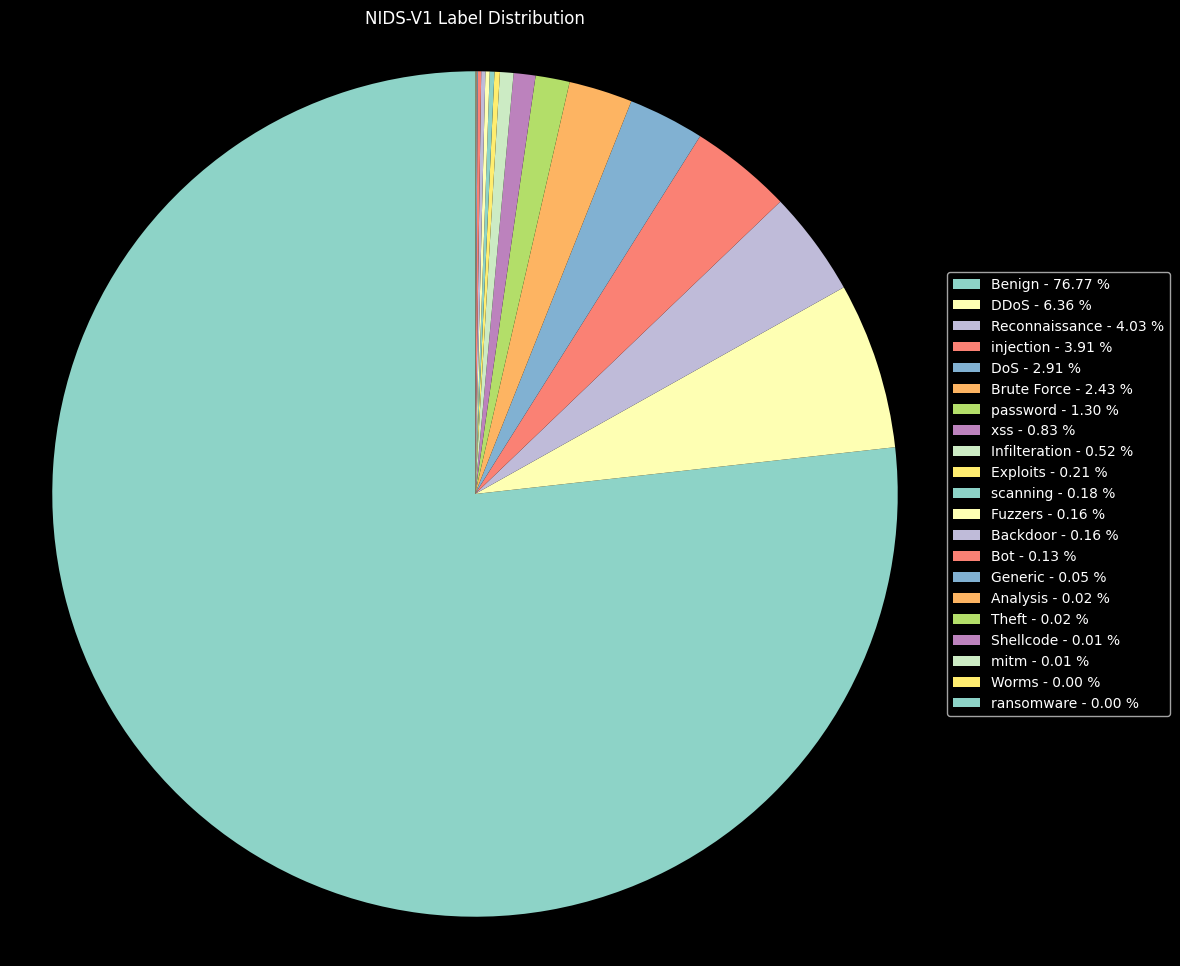 NIDS-V1 Label Distribution
Benign - 76.77 %
DDoS - 6.36 %
Reconnaissance - 4.03 %
injection - 3.91 %
DoS - 2.91 %
Brute Force - 2.43 %
password - 1.30 %
xss - 0.83 %
Infilteration - 0.52 %
Exploits - 0.21 %
scanning - 0.18 %
Fuzzers - 0.16 %
Backdoor - 0.16 %
Bot - 0.13 %
Generic - 0.05 %
Analysis - 0.02 %
Theft - 0.02 %
Shellcode - 0.01 %
mitm - 0.01 %
Worms - 0.00 %
ransomware - 0.00 %